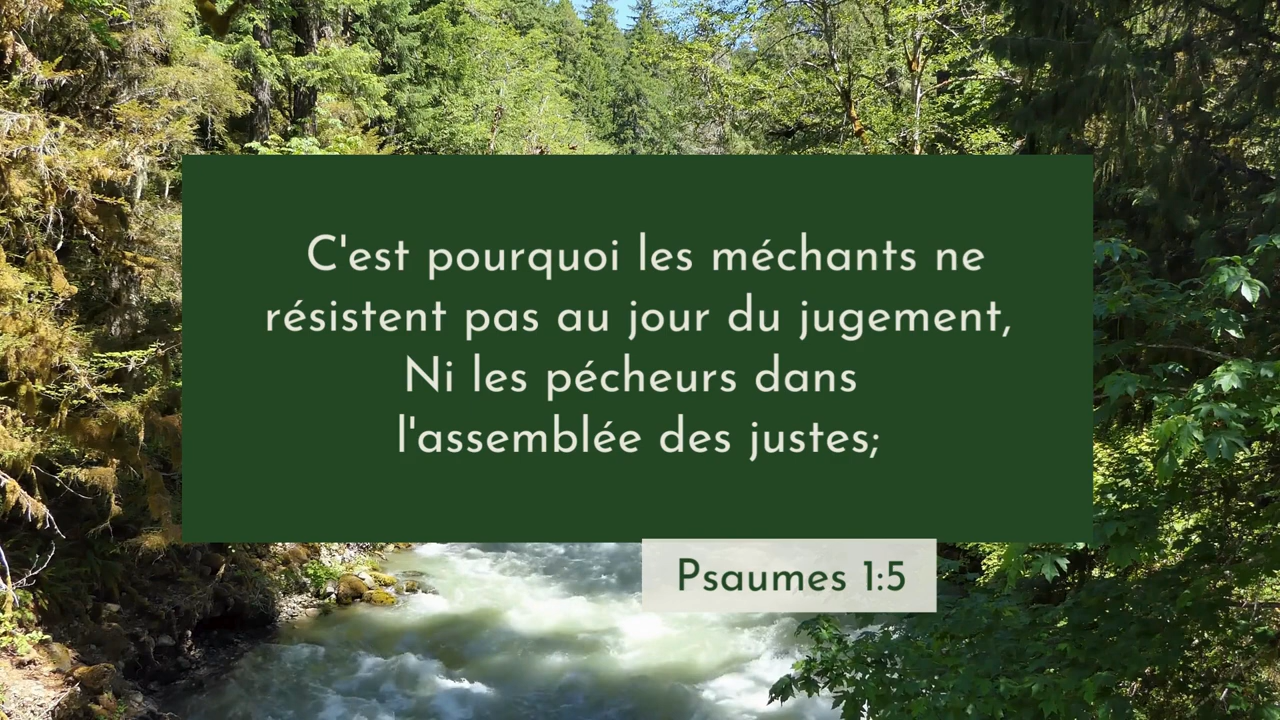 C'est pourquoi les méchants ne
résistent pas au jour du jugement,
Ni les pécheurs dans
l'assemblée des justes;
Psaumes 1:5